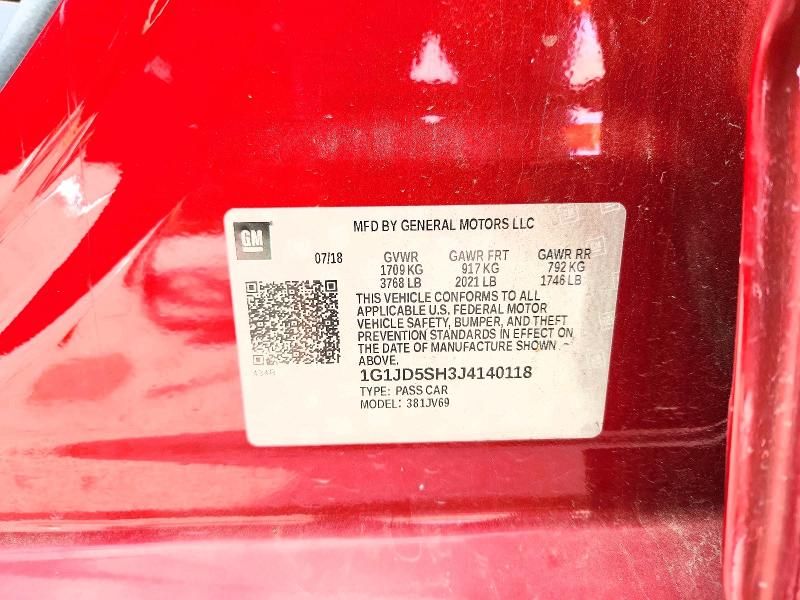 GM
MFD BY GENERAL MOTORS LLC
07/18 GVWR GAWR FRT GAWR RR
1709 KG 917 KG 792 KG
3768 LB 2021 LB 1746 LB
THIS VEHICLE CONFORMS TO ALL
APPLICABLE U.S. FEDERAL MOTOR
VEHICLE SAFETY, BUMPER, AND THEFT
PREVENTION STANDARDS IN EFFECT ON
THE DATE OF MANUFACTURE SHOWN
ABOVE.
1G1JD5SH3J4140118
TYPE: PASS CAR
MODEL: 381JV69